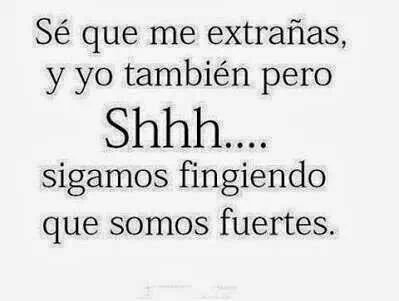 Sé que me extrañas,
y yo también pero
Shhh....
sigamos fingiendo
que somos fuertes.